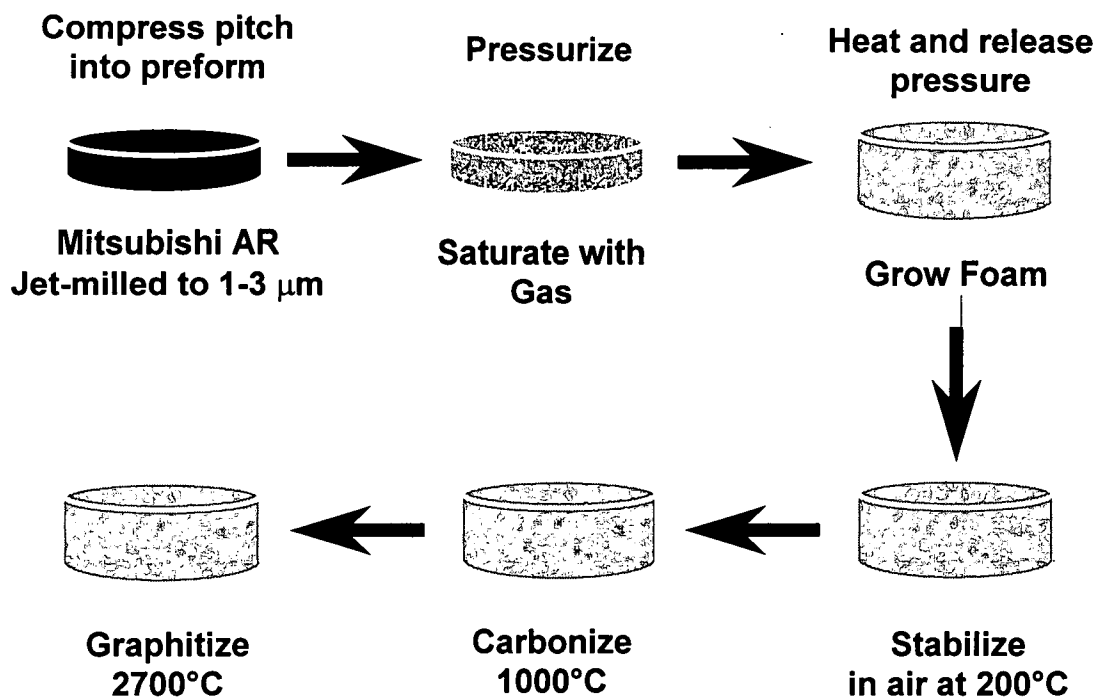 Compress pitch
into preform
Mitsubishi AR
Jet-milled to 1-3 μm
Pressurize
Saturate with
Gas
Heat and release
pressure
Grow Foam
Stabilize
in air at 200°C
Carbonize
1000°C
Graphitize
2700°C